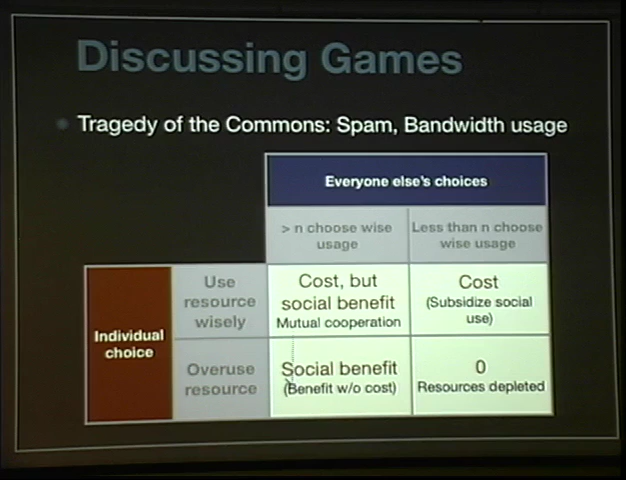 Discussing Games
Tragedy of the Commons: Spam, Bandwidth usage
Everyone else's choices
> n choose wise
usage
Less than n choose
wise usage
Individual
choice
Use
resource
wisely
Cost, but
social benefit
Mutual cooperation
Cost
(Subsidize social
use)
Overuse
resource
Social benefit
(Benefit w/o cost)
0
Resources depleted